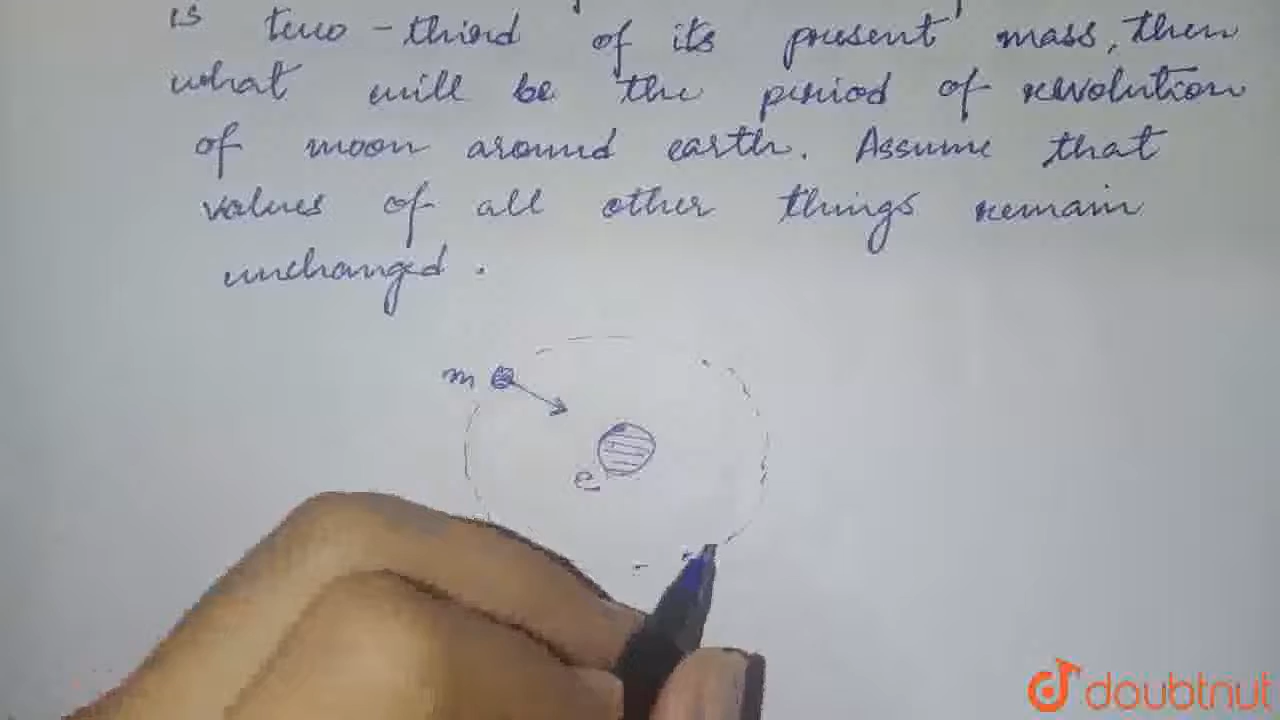 is two-third of its present mass, then
what will be the period of revolution
of moon around earth. Assume that
values of all other things remain
unchanged.
m
e
doubtnut